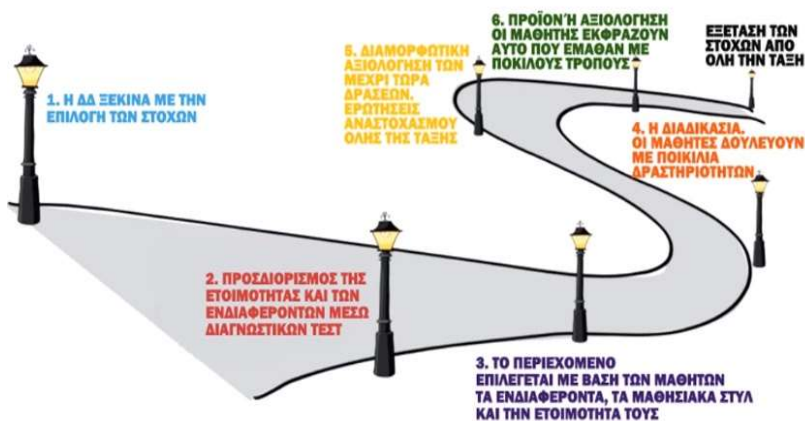 1. Η ΔΔ ΞΕΚΙΝΑ ΜΕ ΤΗΝ
ΕΠΙΛΟΓΗ ΤΩΝ ΣΤΟΧΩΝ
2. ΠΡΟΣΔΙΟΡΙΣΜΟΣ ΤΗΣ
ΕΤΟΙΜΟΤΗΤΑΣ ΚΑΙ ΤΩΝ
ΕΝΔΙΑΦΕΡΟΝΤΩΝ ΜΕΣΩ
ΔΙΑΓΝΩΣΤΙΚΩΝ ΤΕΣΤ
3. ΤΟ ΠΕΡΙΕΧΟΜΕΝΟ
ΕΠΙΛΕΓΕΤΑΙ ΜΕ ΒΑΣΗ ΤΩΝ ΜΑΘΗΤΩΝ
ΤΑ ΕΝΔΙΑΦΕΡΟΝΤΑ, ΤΑ ΜΑΘΗΣΙΑΚΑ ΣΤΥΛ
ΚΑΙ ΤΗΝ ΕΤΟΙΜΟΤΗΤΑ ΤΟΥΣ
4. Η ΔΙΑΔΙΚΑΣΙΑ.
ΟΙ ΜΑΘΗΤΕΣ ΔΟΥΛΕΥΟΥΝ
ΜΕ ΠΟΙΚΙΛΙΑ
ΔΡΑΣΤΗΡΙΟΤΗΤΩΝ
5. ΔΙΑΜΟΡΦΩΤΙΚΗ
ΑΞΙΟΛΟΓΗΣΗ ΤΩΝ
ΜΕΧΡΙ ΤΩΡΑ
ΔΡΑΣΕΩΝ.
ΕΡΩΤΗΣΕΙΣ
ΑΝΑΣΤΟΧΑΣΜΟΥ
ΟΛΗΣ ΤΗΣ ΤΑΞΗΣ
6. ΠΡΟΪΟΝ Ή ΑΞΙΟΛΟΓΗΣΗ
ΟΙ ΜΑΘΗΤΗΣ ΕΚΦΡΑΖΟΥΝ
ΑΥΤΟ ΠΟΥ ΕΜΑΘΑΝ ΜΕ
ΠΟΚΙΛΟΥΣ ΤΡΟΠΟΥΣ
ΕΞΕΤΑΣΗ ΤΩΝ
ΣΤΟΧΩΝ ΑΠΟ
ΟΛΗ ΤΗΝ ΤΑΞΗ